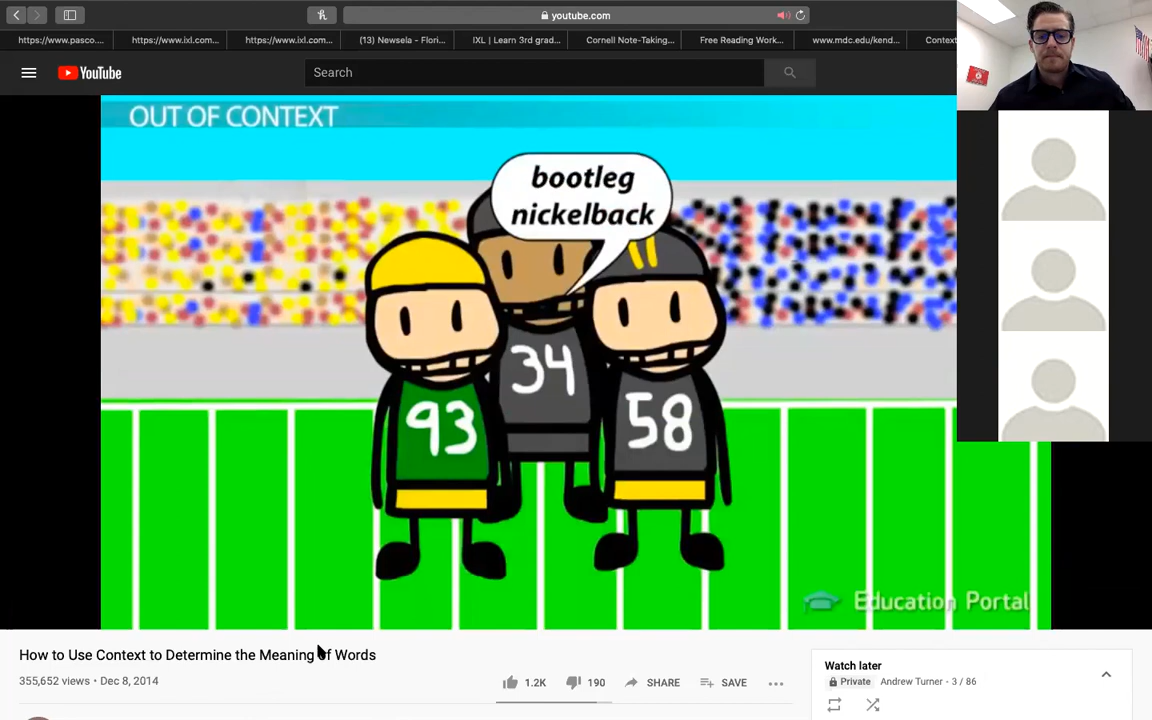 youtube.com
https://www.pasco....
https://www.ixl.com...
https://www.ixl.com...
(13) Newsela - Flori...
IXL | Learn 3rd grad...
Cornell Note-Taking...
Free Reading Work...
www.mdc.edu/kend...
Context
YouTube
Search
OUT OF CONTEXT
bootleg
nickelback
93
34
58
Education Portal
How to Use Context to Determine the Meaning of Words
355,652 views • Dec 8, 2014
1.2K
190
SHARE
SAVE
Watch later
Private Andrew Turner - 3 / 86